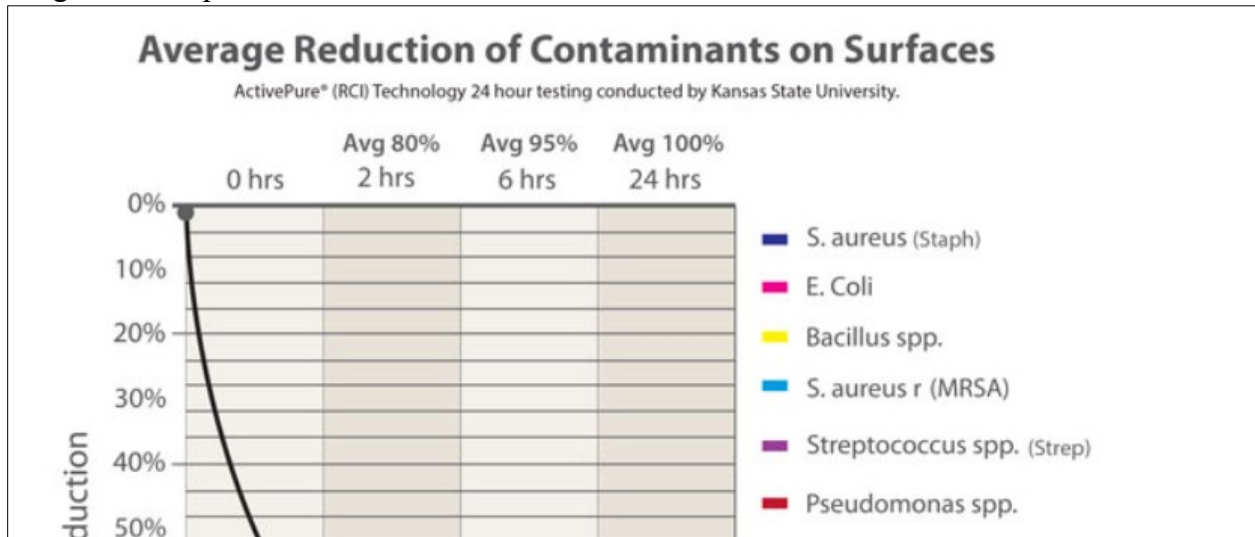 Average Reduction of Contaminants on Surfaces
ActivePure® (RCI) Technology 24 hour testing conducted by Kansas State University.
Avg 80% Avg 95% Avg 100%
0 hrs 2 hrs 6 hrs 24 hrs
0%
10%
20%
30%
40%
50%
duction
S. aureus (Staph)
E. Coli
Bacillus spp.
S. aureus r (MRSA)
Streptococcus spp. (Strep)
Pseudomonas spp.